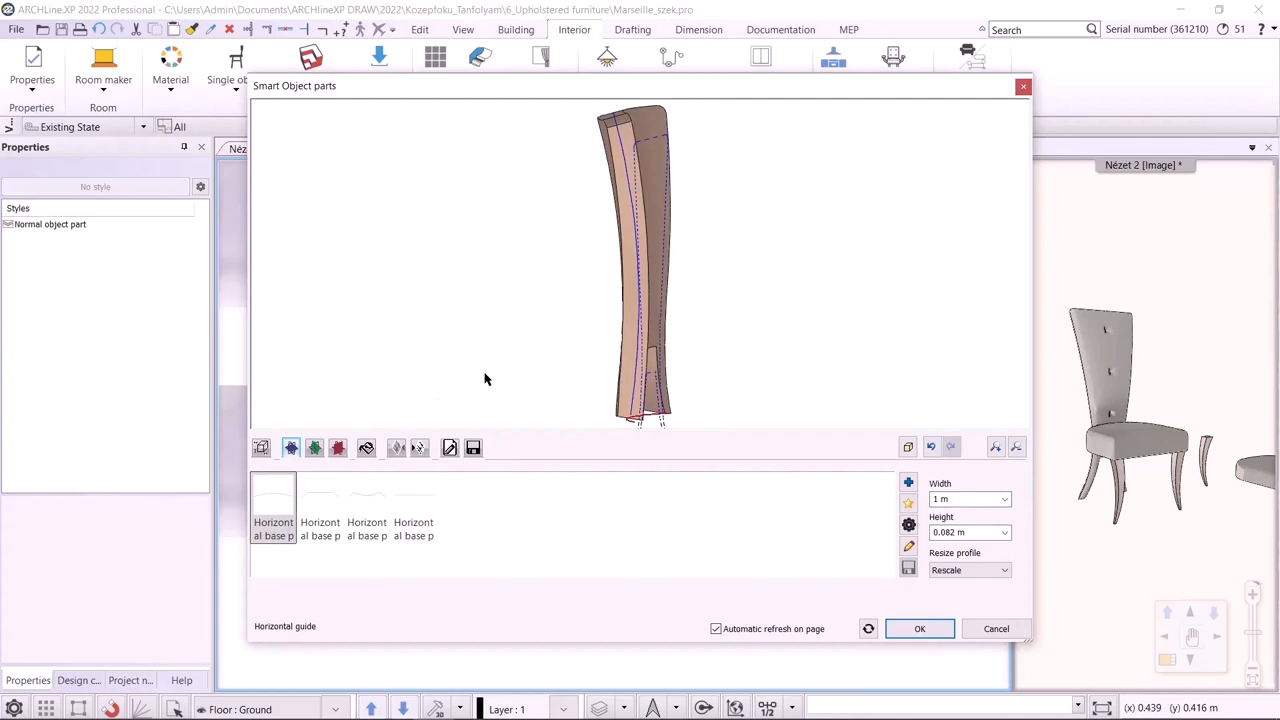 ARCHLine.XP 2022 Professional - C:\Users\Admin\Documents\ARCHlineXP DRAW\2022\Kozepfoku_Tanfolyam\6_Upholstered furniture\Marseille_szek.pro
File
Edit
View
Building
Interior
Drafting
Dimension
Documentation
MEP
Search
Serial number (361210)
51
Properties
Room maker
Material
Single ob
Properties
Room
Existing State
All
Properties
Néz
Nézet 2 [Image] *
No style
Styles
Normal object part
Smart Object parts
Horizont
al base p
Horizont
al base p
Horizont
al base p
Horizont
al base p
Width
1 m
Height
0.082 m
Resize profile
Rescale
Horizontal guide
Automatic refresh on page
OK
Cancel
Properties
Design c...
Project n...
Help
Floor : Ground
30
Layer : 1
(x) 0.439 (y) 0.416 m